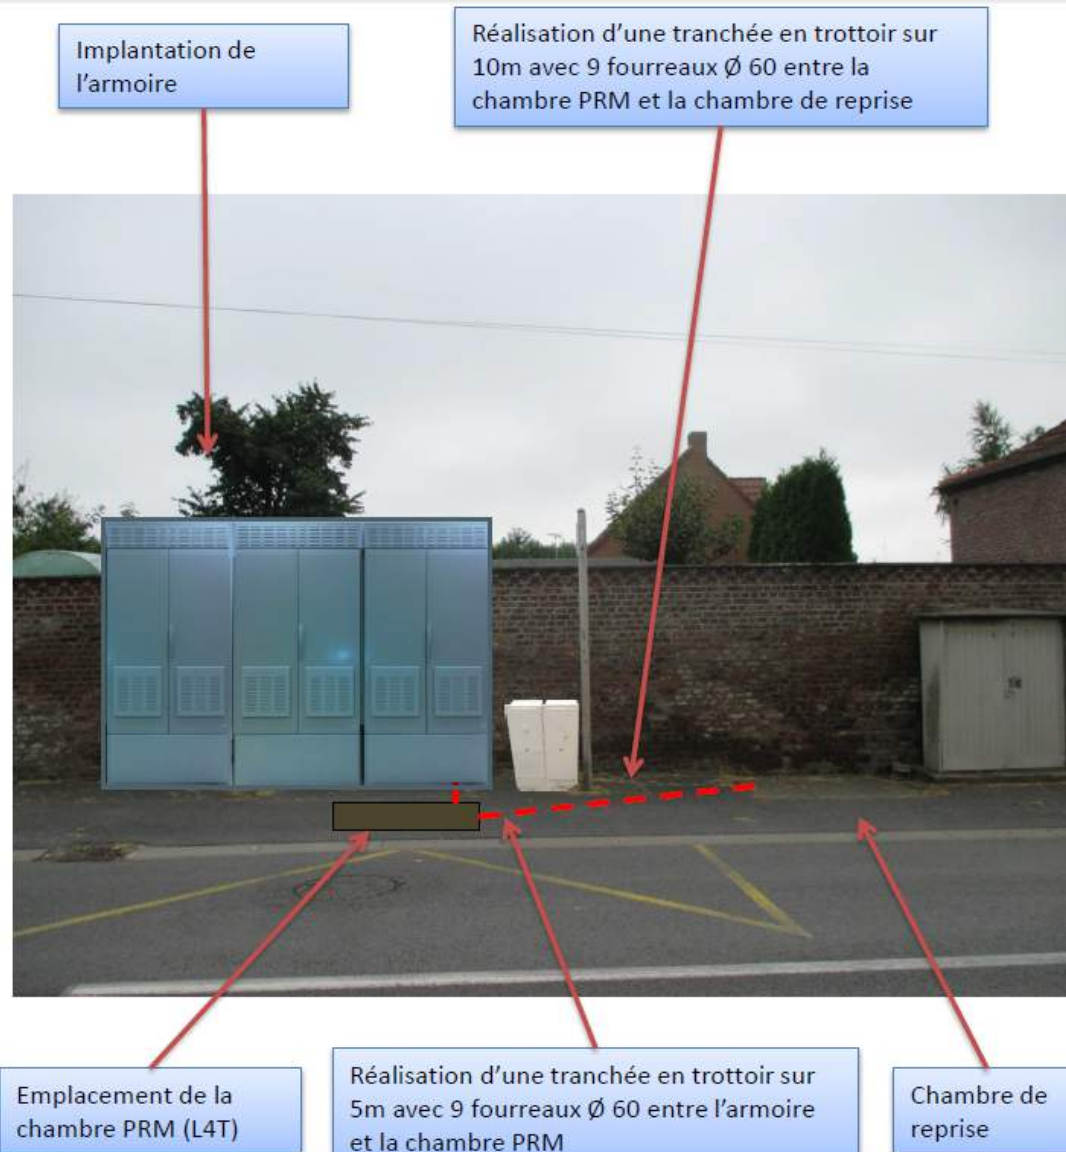 Implantation de
l'armoire
Réalisation d'une tranchée en trottoir sur
10m avec 9 fourreaux Ø 60 entre la
chambre PRM et la chambre de reprise
Emplacement de la
chambre PRM (L4T)
Réalisation d'une tranchée en trottoir sur
5m avec 9 fourreaux Ø 60 entre l'armoire
et la chambre PRM
Chambre de
reprise